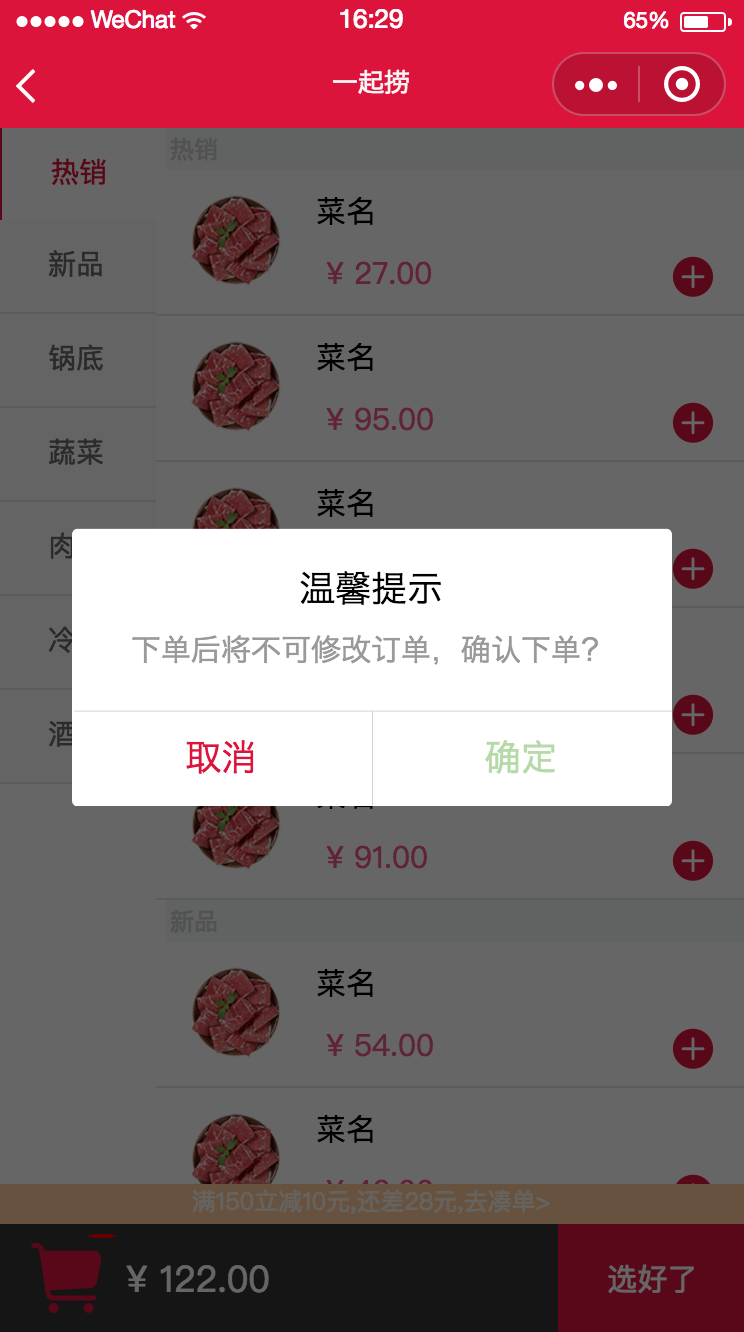 WeChat 16:29 65%
一起捞
热销
新品
锅底
蔬菜
肉
冷
酒
热销
菜名
¥ 27.00
菜名
¥ 95.00
菜名
温馨提示
下单后将不可修改订单，确认下单？
取消 确定
¥ 91.00
新品
菜名
¥ 54.00
菜名
满150立减10元,还差28元,去凑单>
¥ 122.00
选好了